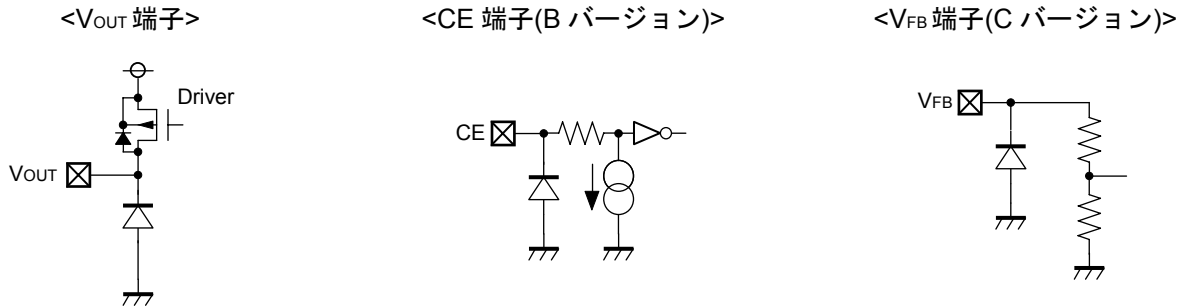 <VOUT 端子>
<CE 端子(B バージョン)>
<VFB 端子(C バージョン)>
Driver
VOUT
CE
VFB